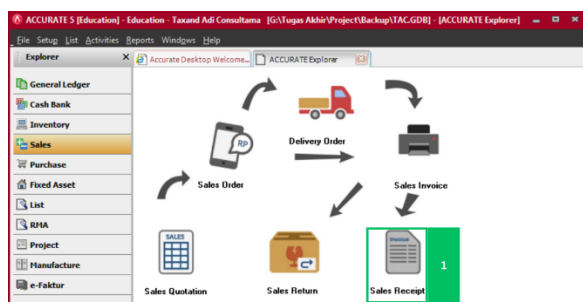 ACCURATE 5 [Education] - Education - Taxand Adi Consultama [G:\Tugas Akhir\Project\Backup\TAC.GDB] - [ACCURATE Explorer]
File Setup List Activities Reports Windows Help
Explorer X
Accurate Desktop Welcome...
ACCURATE Explorer
General Ledger
Cash Bank
Inventory
Sales
Purchase
Fixed Asset
List
RMA
Project
Manufacture
e-Faktur
RP
Delivery Order
Sales Order
Sales Invoice
SALES
Invoice
1
Sales Quotation
Sales Return
Sales Receipt